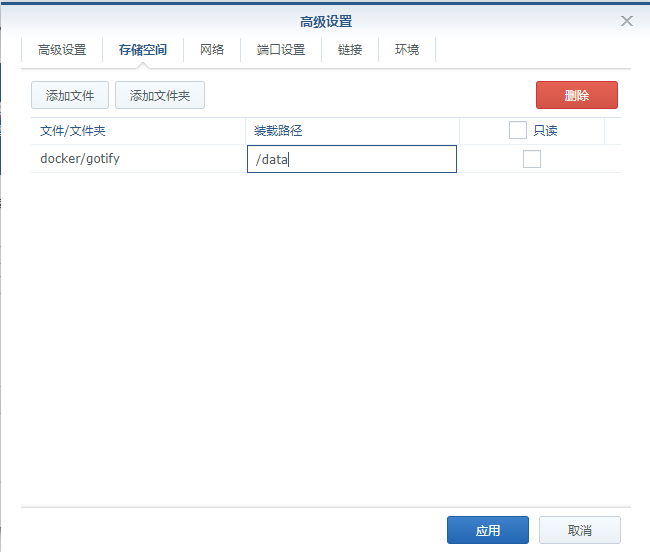 高级设置
高级设置 存储空间 网络 端口设置 链接 环境
添加文件 添加文件夹 删除
文件/文件夹 装载路径 只读
docker/gotify /data
应用 取消